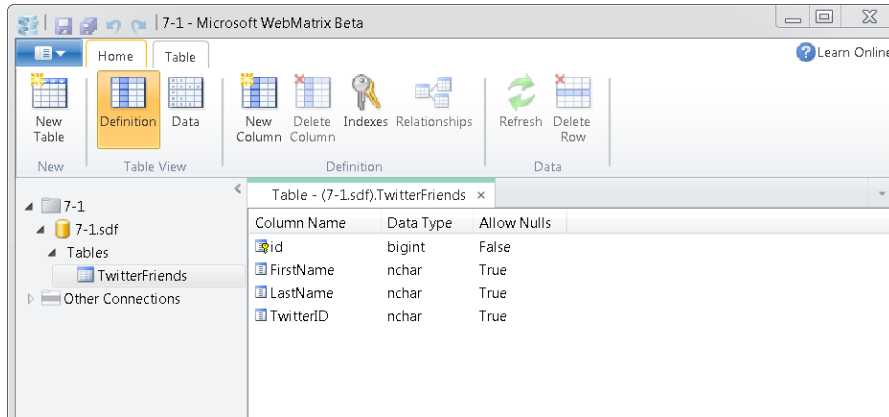 7-1 - Microsoft WebMatrix Beta
Home Table
Learn Online
New Table
Definition
Data
New Column
Delete Column
Indexes
Relationships
Refresh
Delete Row
New
Table View
Definition
Data
7-1
7-1.sdf
Tables
TwitterFriends
Other Connections
Table - (7-1.sdf).TwitterFriends
Column Name Data Type Allow Nulls
id bigint False
FirstName nchar True
LastName nchar True
TwitterID nchar True